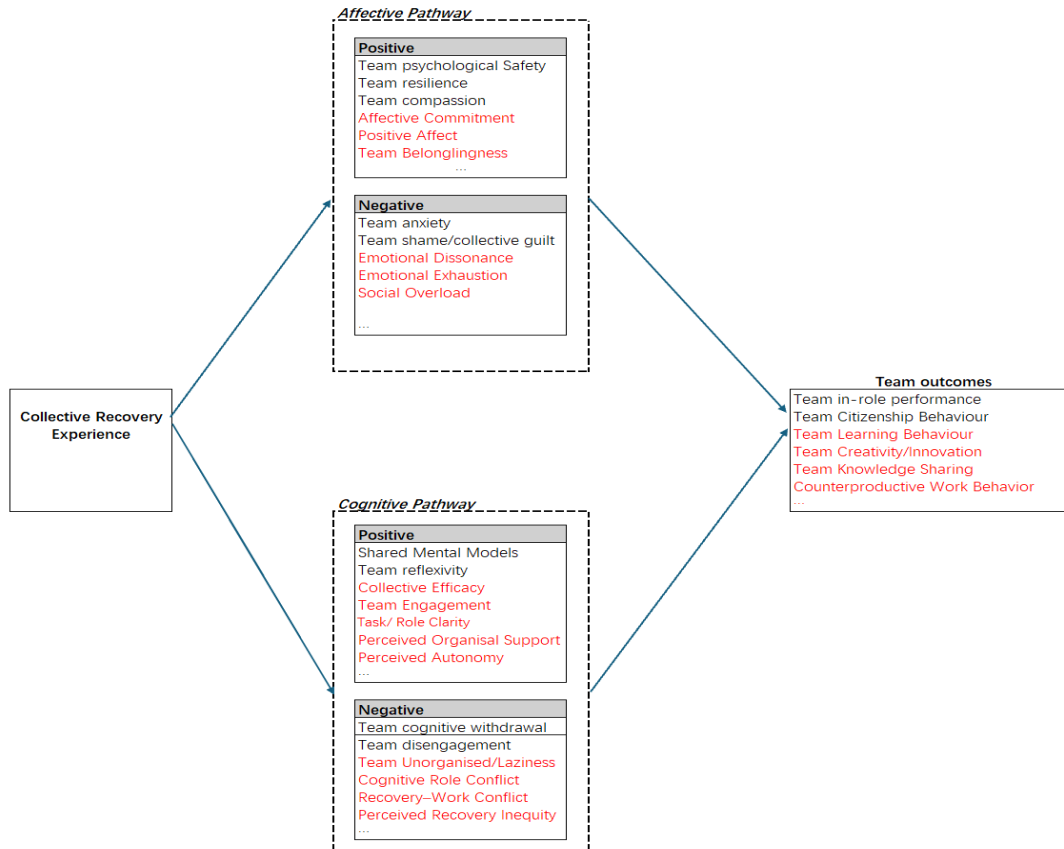 Affective Pathway
Positive
Team psychological Safety
Team resilience
Team compassion
Affective Commitment
Positive Affect
Team Belonglingness
...
Negative
Team anxiety
Team shame/collective guilt
Emotional Dissonance
Emotional Exhaustion
Social Overload
...
Collective Recovery
Experience
Cognitive Pathway
Positive
Shared Mental Models
Team reflexivity
Collective Efficacy
Team Engagement
Task/ Role Clarity
Perceived Organisal Support
Perceived Autonomy
...
Negative
Team cognitive withdrawal
Team disengagement
Team Unorganised/Laziness
Cognitive Role Conflict
Recovery–Work Conflict
Perceived Recovery Inequity
...
Team outcomes
Team in-role performance
Team Citizenship Behaviour
Team Learning Behaviour
Team Creativity/Innovation
Team Knowledge Sharing
Counterproductive Work Behavior
...